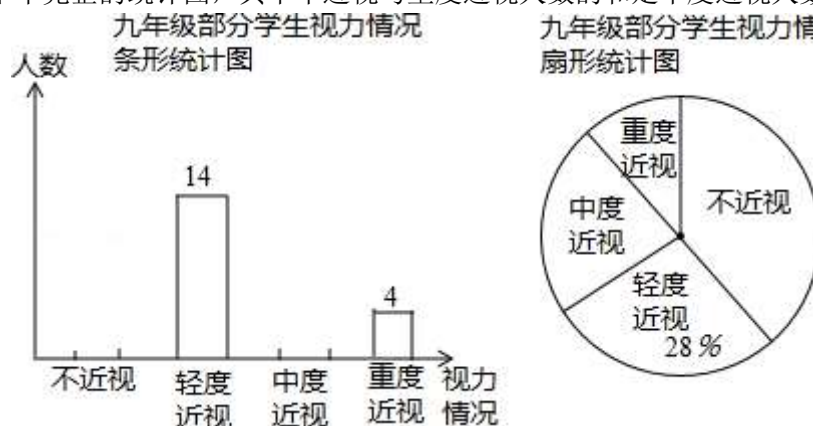 九年级部分学生视力情况
条形统计图
人数
14
4
不近视
轻度
近视
中度
近视
重度
近视
视力
情况
九年级部分学生视力情
扇形统计图
重度
近视
不近视
中度
近视
轻度
近视
28%